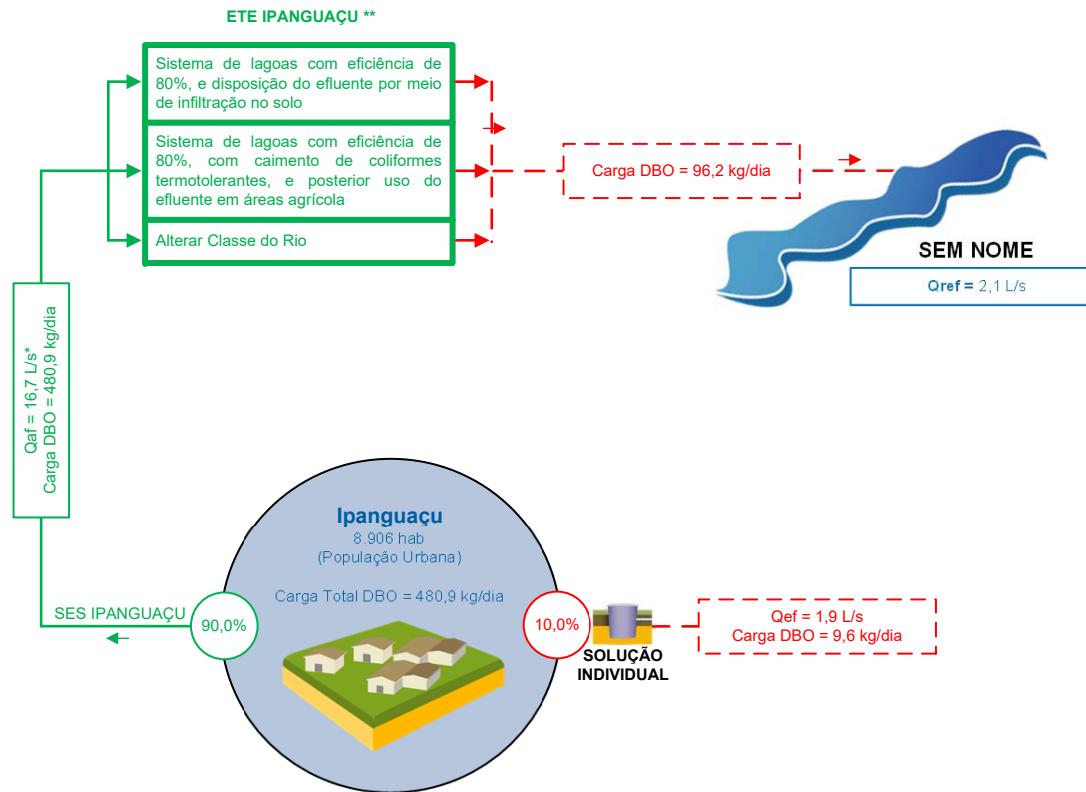 ETE IPANGUAÇU **
Sistema de lagoas com eficiência de
80%, e disposição do efluente por meio
de infiltração no solo
Sistema de lagoas com eficiência de
80%, com caimento de coliformes
termotolerantes, e posterior uso do
efluente em áreas agrícola
Alterar Classe do Rio
Carga DBO = 96,2 kg/dia
SEM NOME
Qref = 2,1 L/s
Qaf = 16,7 L/s*
Carga DBO = 480,9 kg/dia
Ipanguaçu
8.906 hab
(População Urbana)
Carga Total DBO = 480,9 kg/dia
SES IPANGUAÇU
90,0%
10,0%
SOLUÇÃO
INDIVIDUAL
Qef = 1,9 L/s
Carga DBO = 9,6 kg/dia